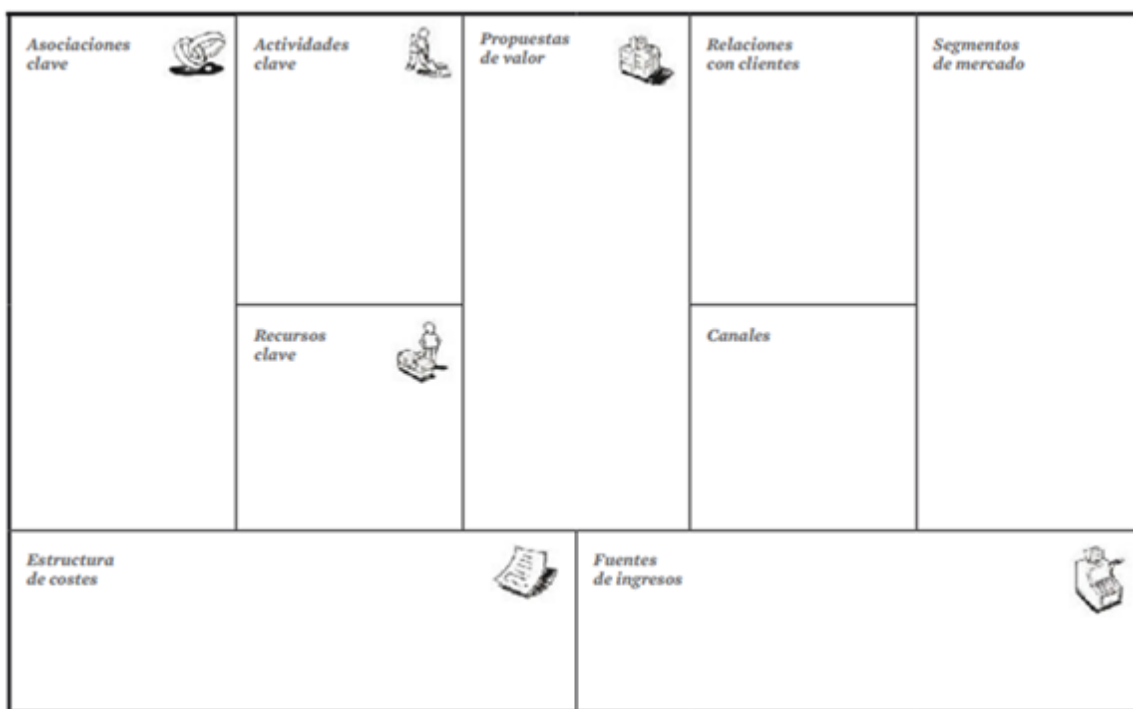 Asociaciones
clave
Actividades
clave
Propuestas
de valor
Relaciones
con clientes
Segmentos
de mercado
Recursos
clave
Canales
Estructura
de costes
Fuentes
de ingresos